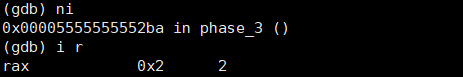 (gdb) ni
0x00005555555552ba in phase_3 ()
(gdb) i r
rax            0x2      2